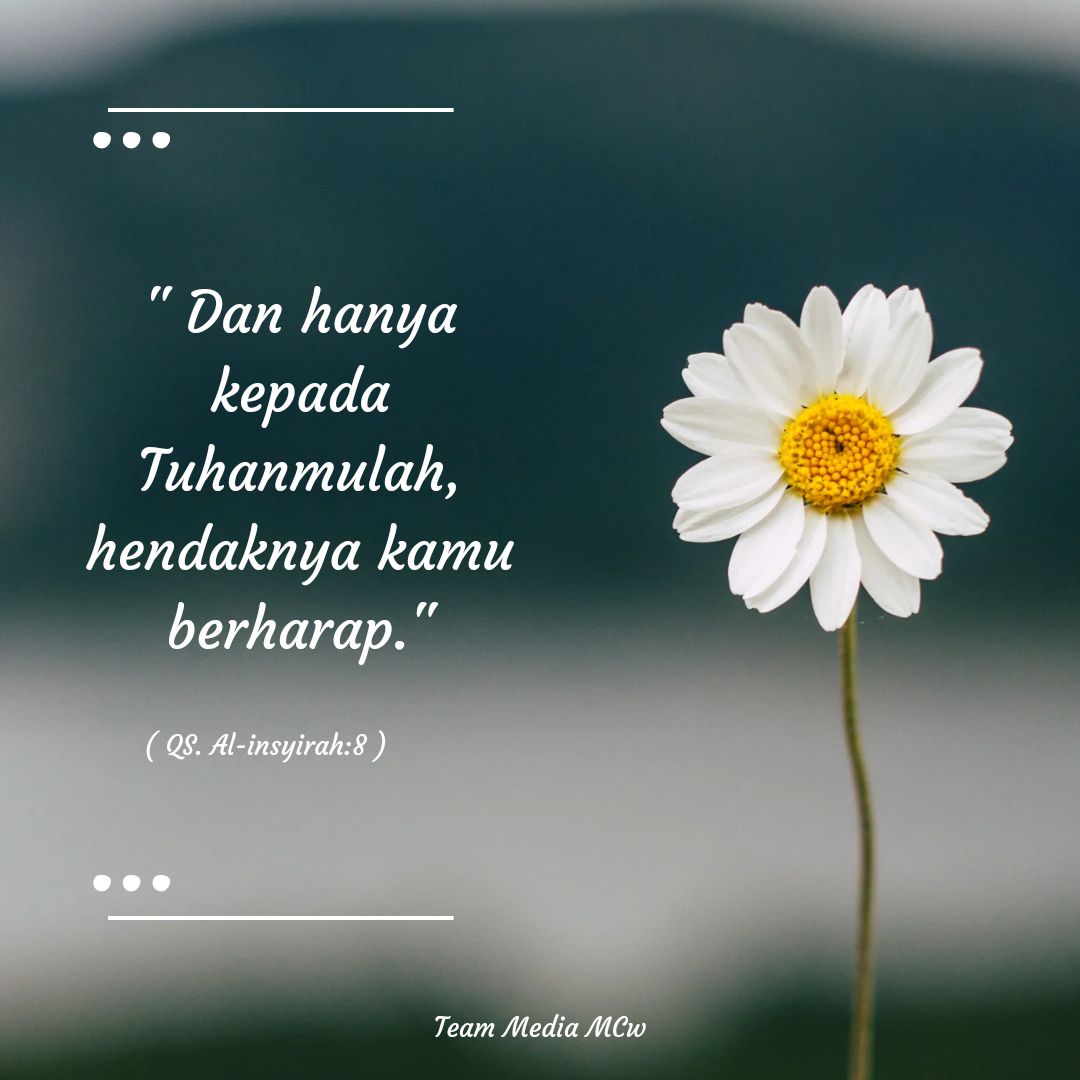 " Dan hanya
kepada
Tuhanmulah,
hendaknya kamu
berharap."
( QS. Al-insyirah:8 )
Team Media MCw